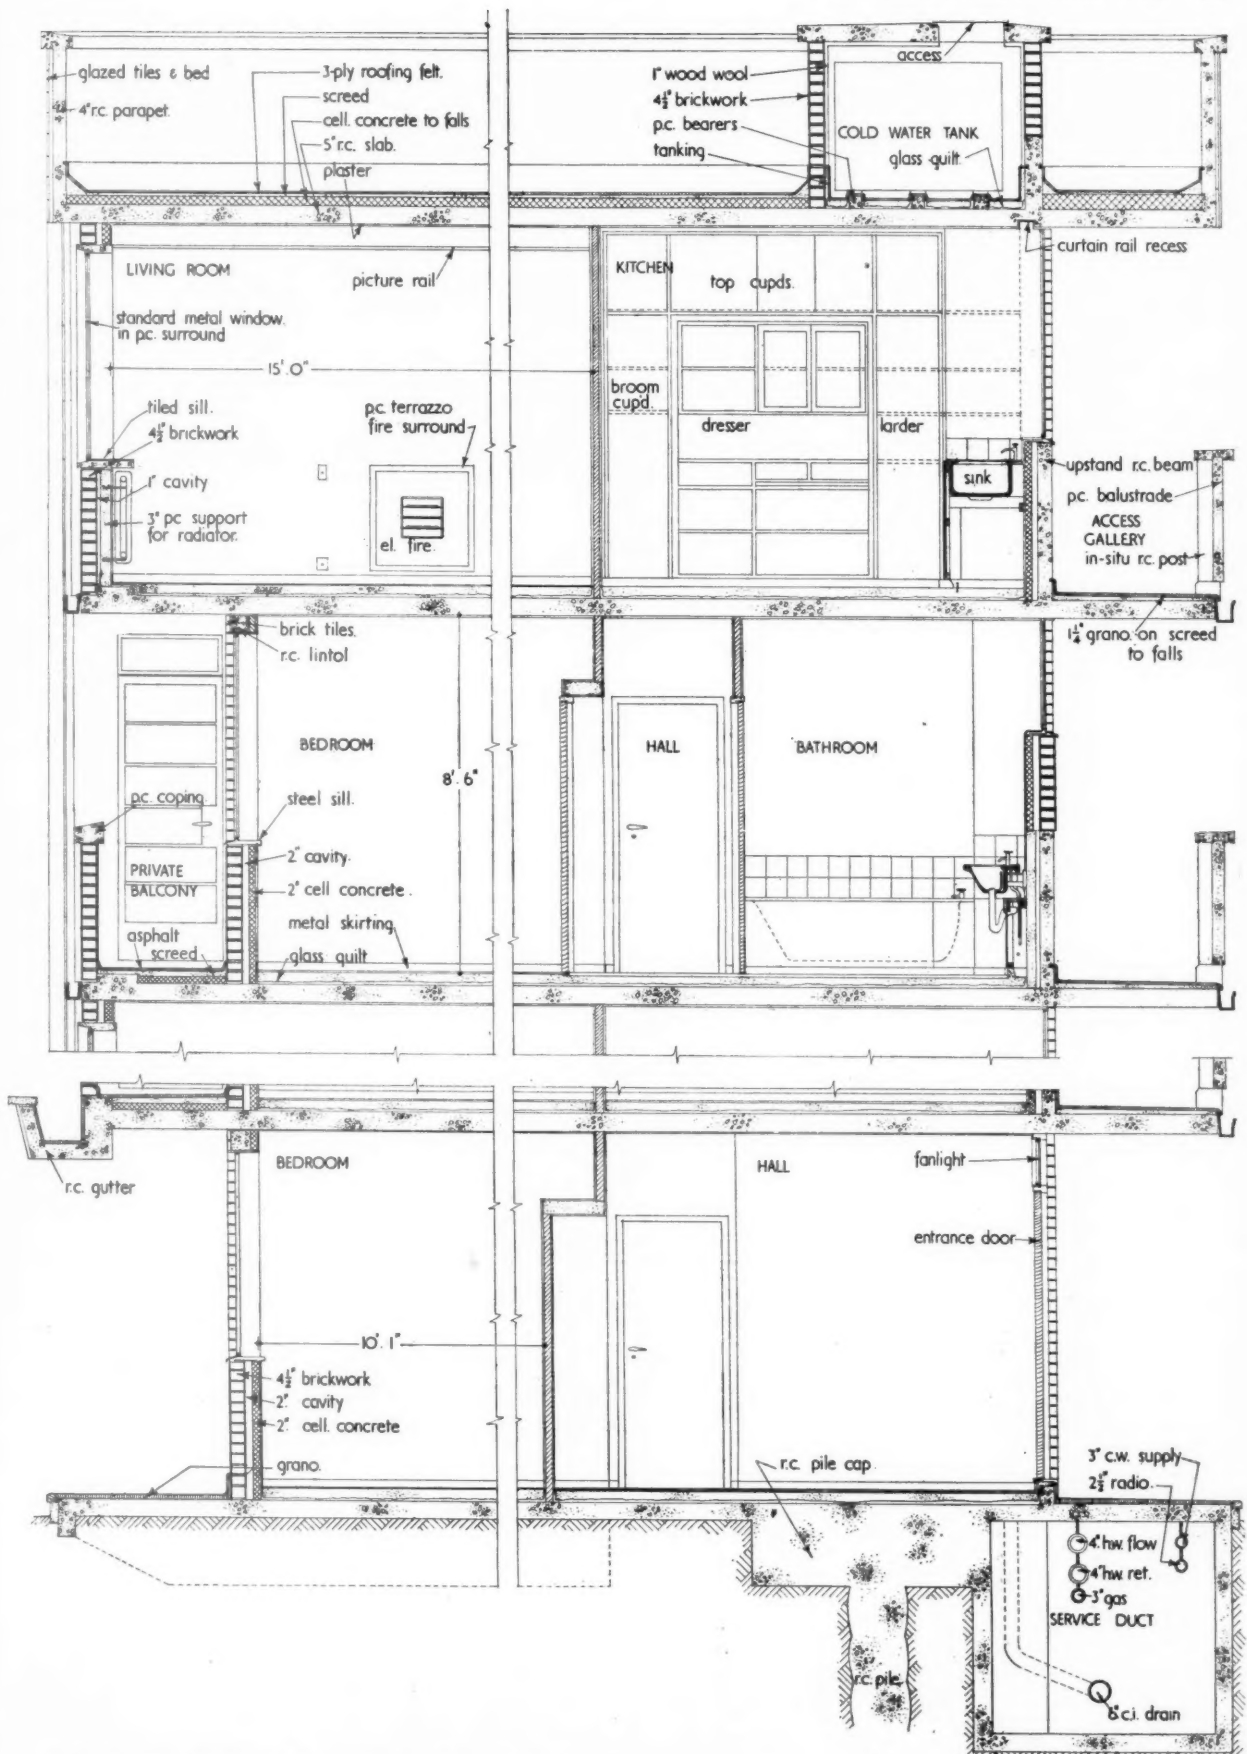 glazed tiles & bed
4" r.c. parapet.
3-ply roofing felt.
screed
cell. concrete to falls
5" r.c. slab.
plaster
1" wood wool
4½" brickwork
p.c. bearers
tanking
access
COLD WATER TANK
glass quilt.
curtain rail recess
LIVING ROOM
picture rail
standard metal window.
in p.c. surround
15'. 0"
tiled sill.
4½" brickwork
1" cavity
3" pc support
for radiator.
p.c. terrazzo
fire surround
el. fire.
KITCHEN
top cupds.
broom
cup'd.
dresser
larder
sink
upstand r.c. beam
p.c. balustrade
ACCESS
GALLERY
in-situ r.c. post
1¼" grano. on screed
to falls
brick tiles.
r.c. lintol
BEDROOM
8'. 6"
HALL
BATHROOM
p.c. coping.
steel sill.
2" cavity.
2" cell concrete.
PRIVATE
BALCONY
metal skirting
asphalt
screed
glass quilt
r.c. gutter
BEDROOM
HALL
fanlight
entrance door
10'. 1"
4½" brickwork
2". cavity
2". cell. concrete
grano.
r.c. pile cap.
3" c.w. supply
2½" radio.
4" hw. flow
4" hw. ret.
3" gas
SERVICE DUCT
r.c. pile.
6" c.i. drain